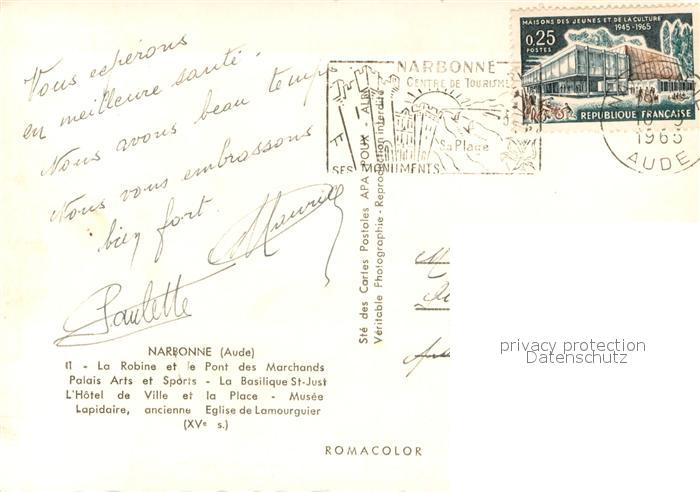 Vous espérons
en meilleure santé.
Nous avons beau temps
Nous vous embrassons
bien fort.
Maurice
Paulette
NARBONNE (Aude)
- La Robine et le Pont des Marchands
Palais Arts et Sports - La Basilique St-Just
L'Hôtel de Ville et la Place - Musée
Lapidaire, ancienne Eglise de Lamourguier
(XVe s.)
ROMACOLOR
Sté des Cartes Postales APA POUX - ALBI
Véritable Photographie - Reproduction interdite
NARBONNE
CENTRE DE TOURISME
Sa Plage
SES MONUMENTS
MAISONS DES JEUNES ET DE LA CULTURE
1945-1965
0,25
POSTES
REPUBLIQUE FRANÇAISE
1965
AUDE
privacy protection
Datenschutz